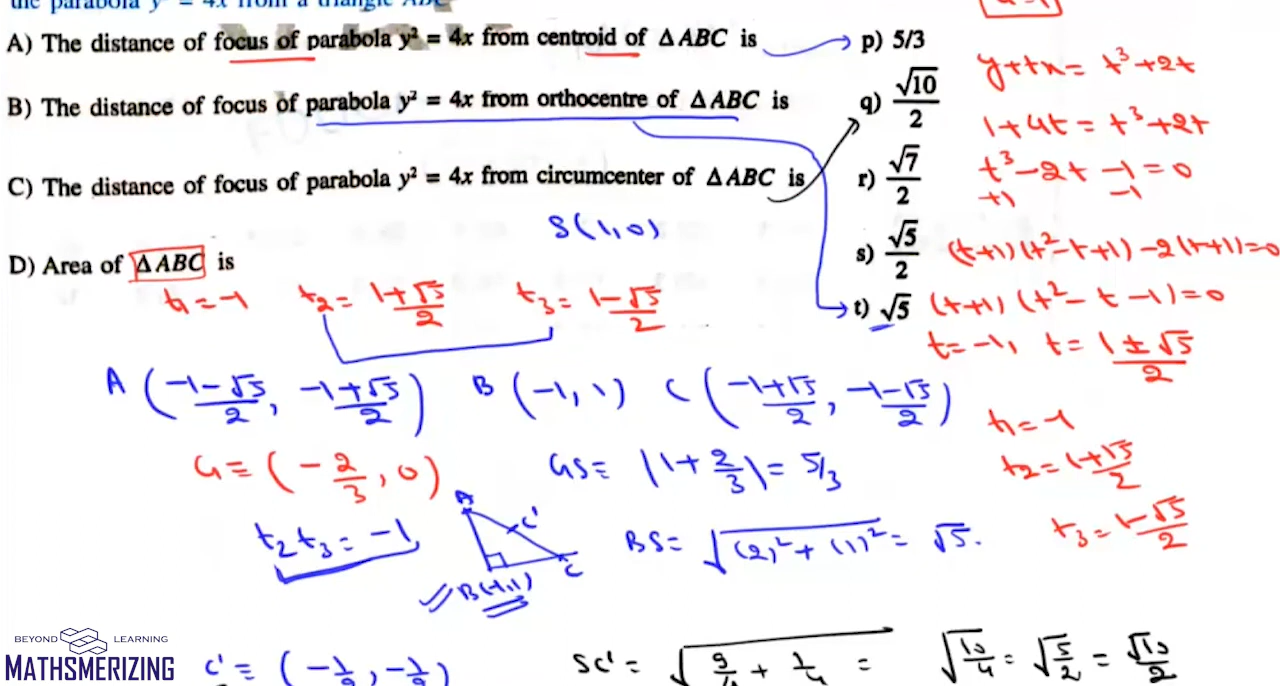 the parabola y² = 4x from a triangle ABC
A) The distance of focus of parabola y² = 4x from centroid of Δ ABC is
p) 5/3
B) The distance of focus of parabola y² = 4x from orthocentre of Δ ABC is
q) √10/2
C) The distance of focus of parabola y² = 4x from circumcenter of Δ ABC is
r) √7/2
S(1,0)
D) Area of Δ ABC is
s) √5/2
t) √5
y+tx = t³+2t
1+4t = t³+2t
t³-2t-1=0
+1 -1
(t+1)(t²-t+1)-2(t+1)=0
(t+1)(t²-t-1)=0
t=-1, t = 1±√5/2
t₁=-1
t₂ = 1+√5/2
t₃ = 1-√5/2
t₁=-1 t₂ = 1+√5/2 t₃ = 1-√5/2
A (-1-√5/2, -1+√5/2) B (-1,1) C (-1+√5/2, -1-√5/2)
G ≡ (-2/3, 0) GS = |1+2/3| = 5/3
t₂t₃ = -1
A
C'
C
B(-1,1)
BS = √(2)²+(1)² = √5.
BEYOND LEARNING
MATHSMERIZING
C' ≡ (-1/2, -1/2) SC' = √9/4 + 1/4 = √10/4 = √5/2 = √10/2